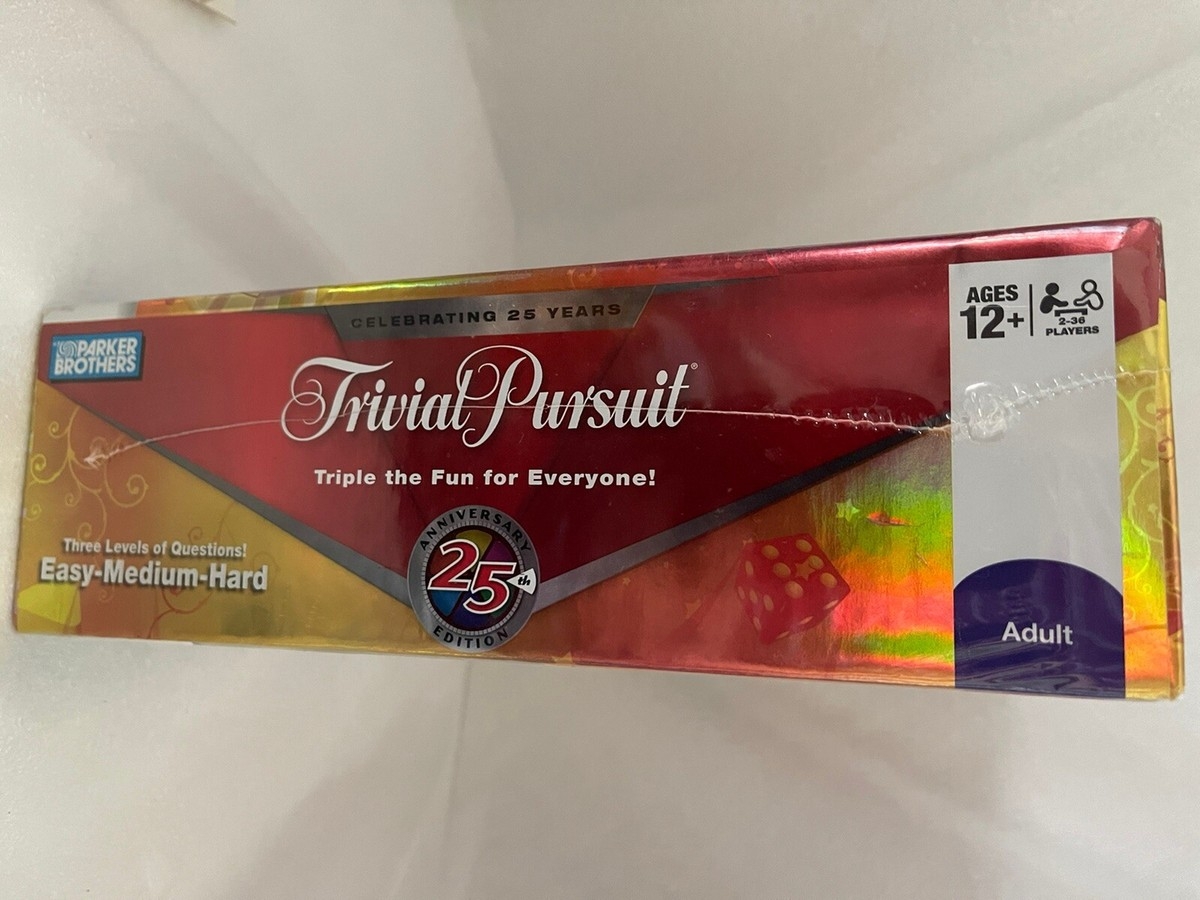 CELEBRATING 25 YEARS
PARKER
BROTHERS
Trivial Pursuit®
Triple the Fun for Everyone!
Three Levels of Questions!
Easy-Medium-Hard
ANNIVERSARY
25th
EDITION
AGES
12+
2-36
PLAYERS
Adult